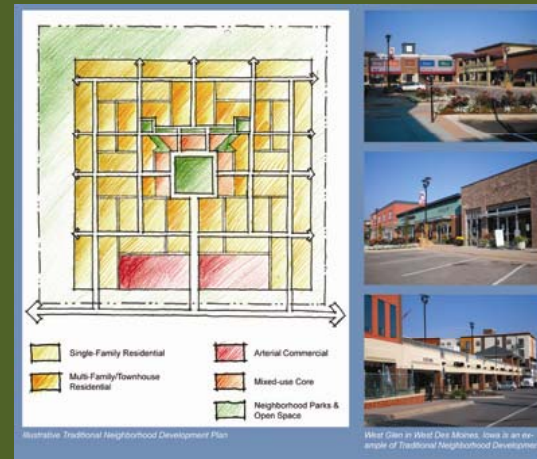 Single-Family Residential
Multi-Family/Townhouse
Residential
Arterial Commercial
Mixed-use Core
Neighborhood Parks &
Open Space
Illustrative Traditional Neighborhood Development Plan
West Glen in West Des Moines, Iowa is an ex-
ample of Traditional Neighborhood Development